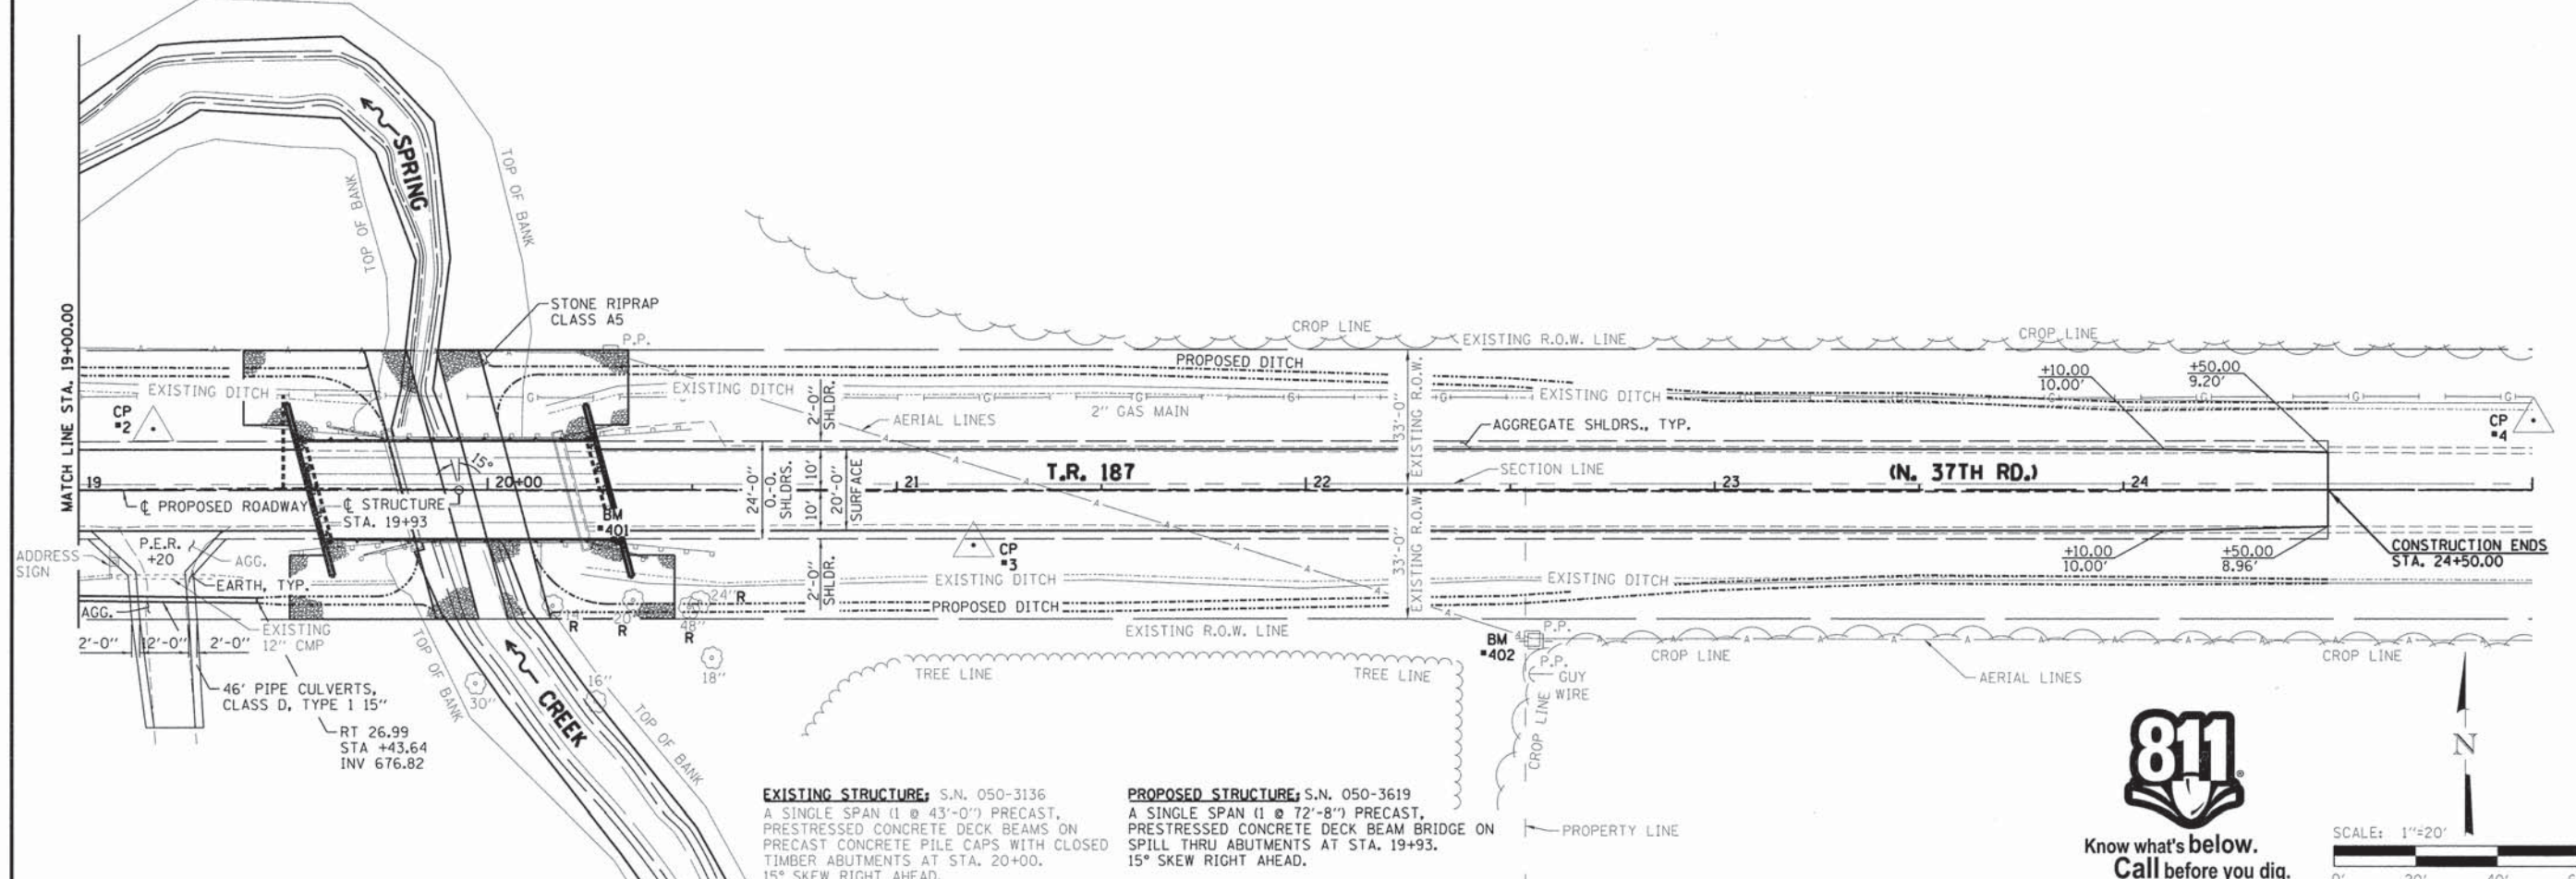 MATCH LINE STA. 19+00.00
SPRING
TOP OF BANK
TOP OF BANK
STONE RIPRAP
CLASS A5
P.P.
CROP LINE
EXISTING R.O.W. LINE
CROP LINE
PROPOSED DITCH
EXISTING DITCH
EXISTING DITCH
EXISTING DITCH
CP
#2
2'-0"
SHLDR.
AERIAL LINES
2" GAS MAIN
33'-0"
EXISTING R.O.W.
AGGREGATE SHLDRS., TYP.
+10.00
10.00'
+50.00
9.20'
CP
#4
15°
24'-0"
O.-O.
SHLDRS.
10'
10'
20'-0"
SURFACE
T.R. 187
SECTION LINE
(N. 37TH RD.)
19
20+00
21
22
23
24
℄ PROPOSED ROADWAY
℄ STRUCTURE
STA. 19+93
BM
#401
ADDRESS
SIGN
P.E.R.
+20
AGG.
EARTH, TYP.
AGG.
2'-0"
12'-0"
2'-0"
EXISTING
12" CMP
46' PIPE CULVERTS,
CLASS D, TYPE 1 15"
RT 26.99
STA +43.64
INV 676.82
CP
#3
2'-0"
SHLDR.
33'-0"
EXISTING R.O.W.
EXISTING DITCH
EXISTING DITCH
PROPOSED DITCH
EXISTING R.O.W. LINE
+10.00
10.00'
+50.00
8.96'
CONSTRUCTION ENDS
STA. 24+50.00
R
20"
R
48"
R
24"
R
18"
16"
30"
TOP OF BANK
TOP OF BANK
CREEK
TREE LINE
TREE LINE
BM
#402
P.P.
P.P.
GUY
WIRE
CROP LINE
CROP LINE
CROP LINE
AERIAL LINES
PROPERTY LINE
EXISTING STRUCTURE: S.N. 050-3136
A SINGLE SPAN (1 @ 43'-0") PRECAST,
PRESTRESSED CONCRETE DECK BEAMS ON
PRECAST CONCRETE PILE CAPS WITH CLOSED
TIMBER ABUTMENTS AT STA. 20+00.
15° SKEW RIGHT AHEAD.
PROPOSED STRUCTURE: S.N. 050-3619
A SINGLE SPAN (1 @ 72'-8") PRECAST,
PRESTRESSED CONCRETE DECK BEAM BRIDGE ON
SPILL THRU ABUTMENTS AT STA. 19+93.
15° SKEW RIGHT AHEAD.
811®
Know what's below.
Call before you dig.
N
SCALE: 1"=20'